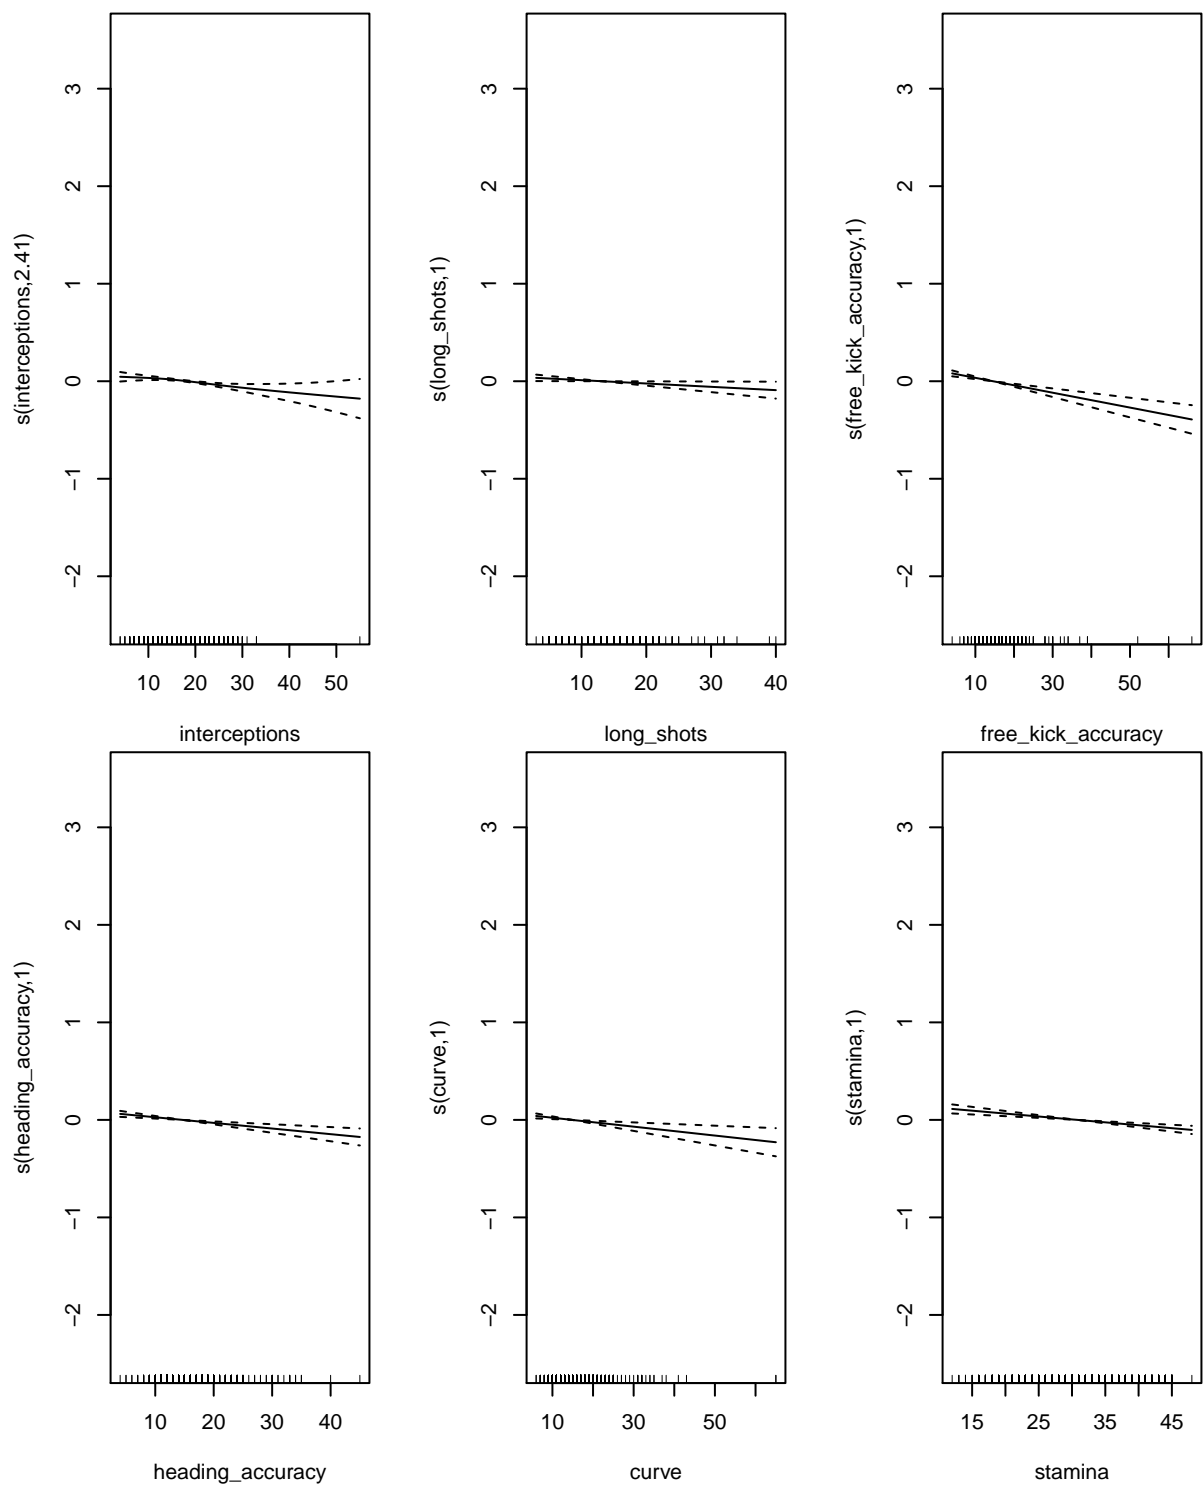 s(interceptions,2.41)
3
2
1
0
−1
−2
10 20 30 40 50
interceptions
s(long_shots,1)
3
2
1
0
−1
−2
10 20 30 40
long_shots
s(free_kick_accuracy,1)
3
2
1
0
−1
−2
10 30 50
free_kick_accuracy
s(heading_accuracy,1)
3
2
1
0
−1
−2
10 20 30 40
heading_accuracy
s(curve,1)
3
2
1
0
−1
−2
10 30 50
curve
s(stamina,1)
3
2
1
0
−1
−2
15 25 35 45
stamina